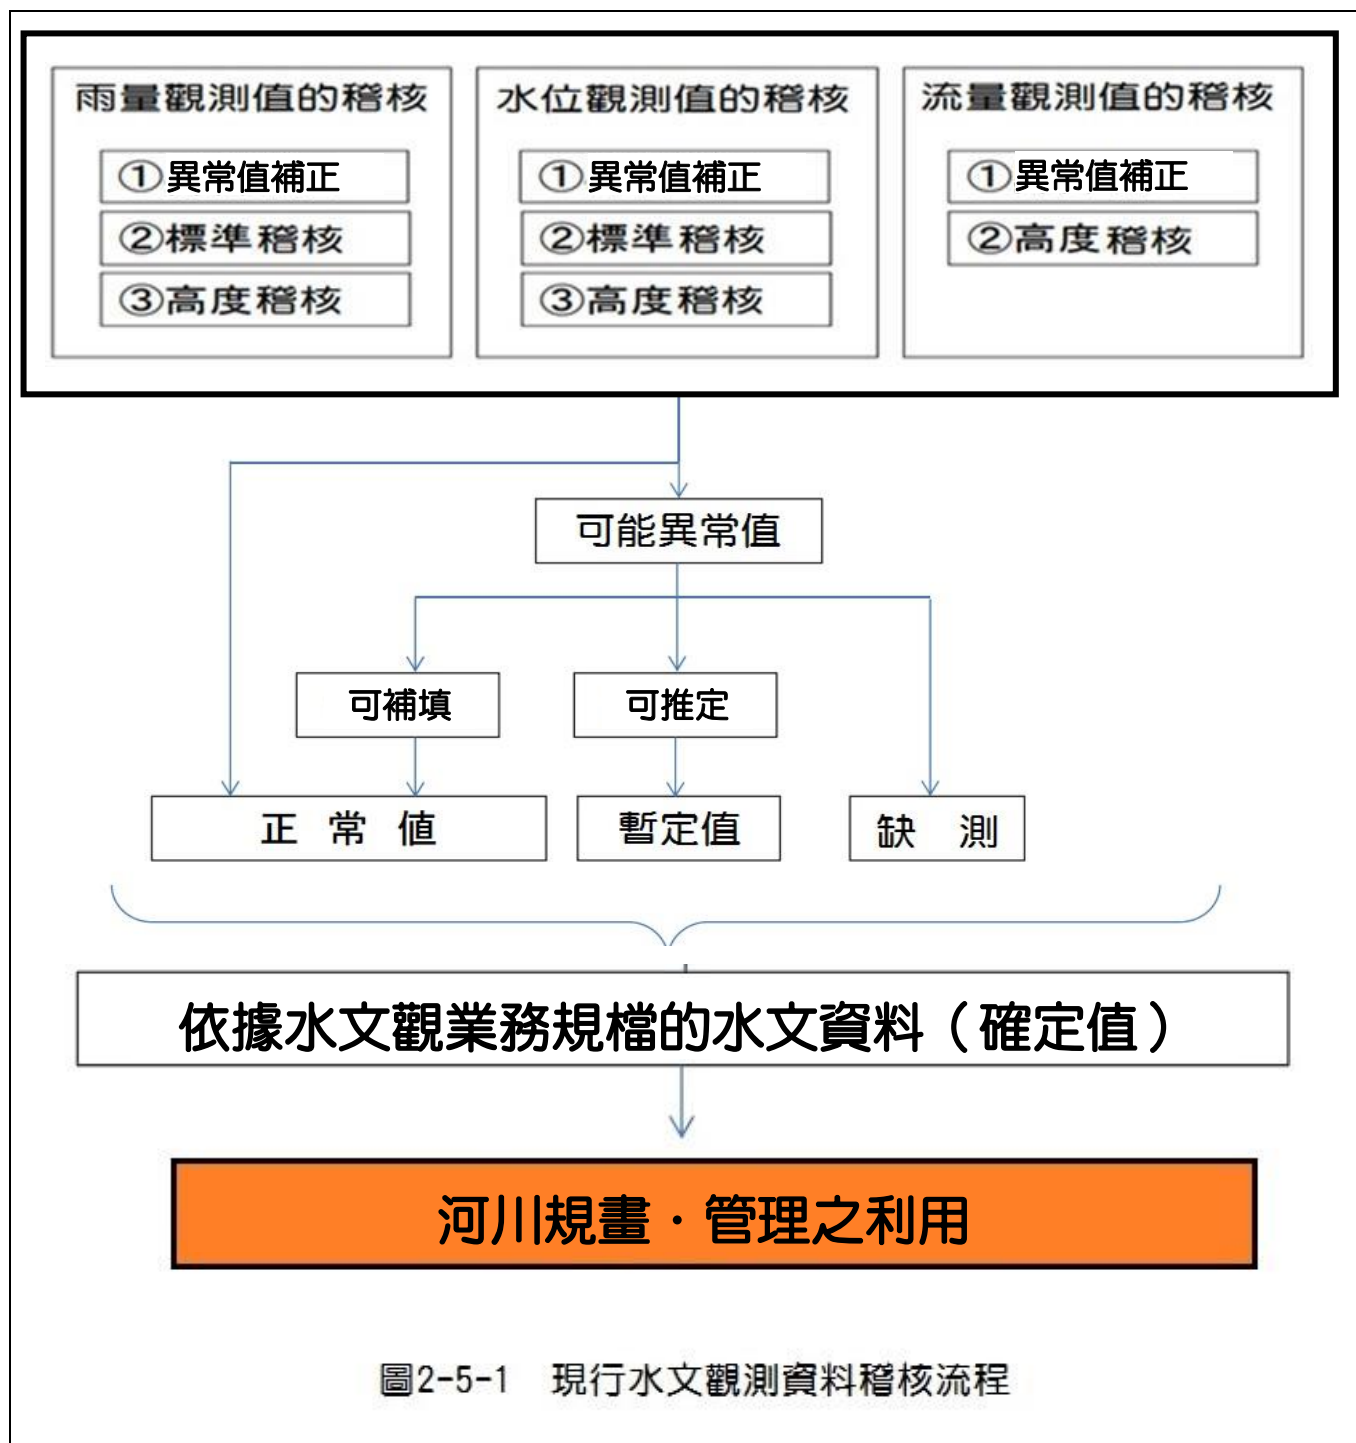 雨量觀測值的稽核
①異常值補正
②標準稽核
③高度稽核
水位觀測值的稽核
①異常值補正
②標準稽核
③高度稽核
流量觀測值的稽核
①異常值補正
②高度稽核
可能異常值
可補填
可推定
正常值
暫定值
缺測
依據水文觀業務規檔的水文資料（確定值）
河川規畫·管理之利用
圖2-5-1 現行水文觀測資料稽核流程